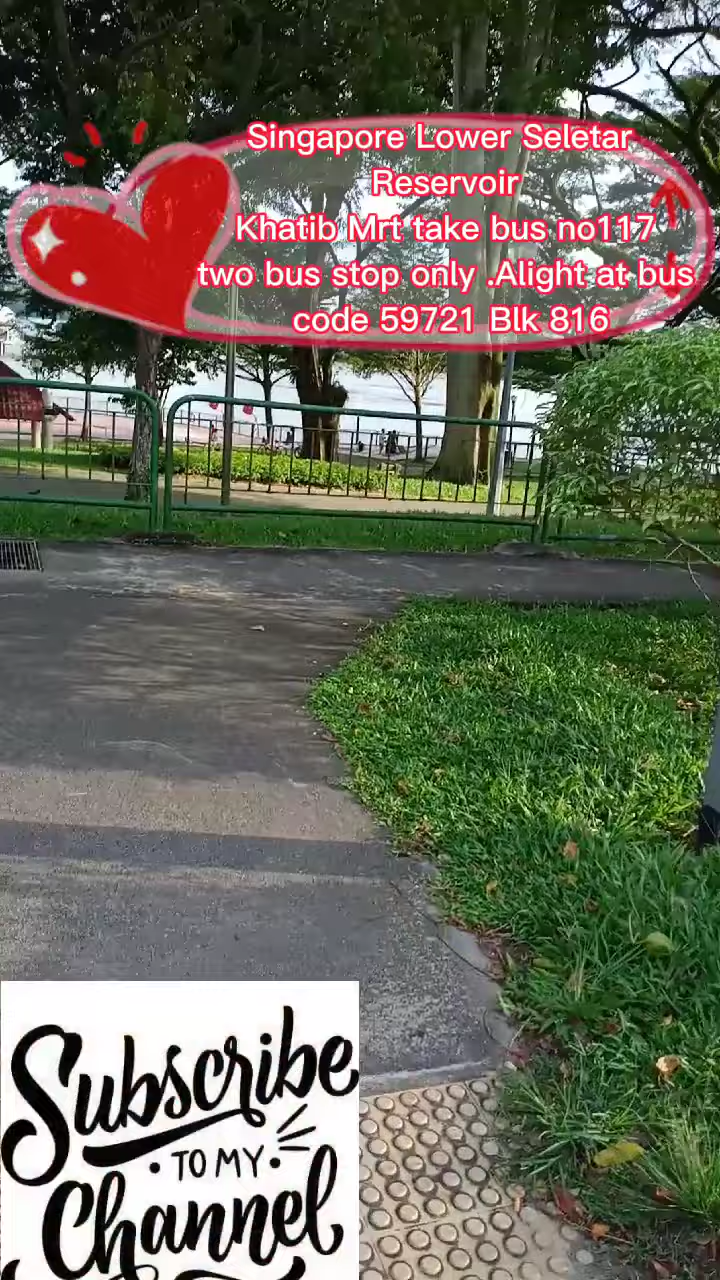 Singapore Lower Seletar
Reservoir
Khatib Mrt take bus no117
two bus stop only .Alight at bus
code 59721 Blk 816
Subscribe
TO MY
Channel